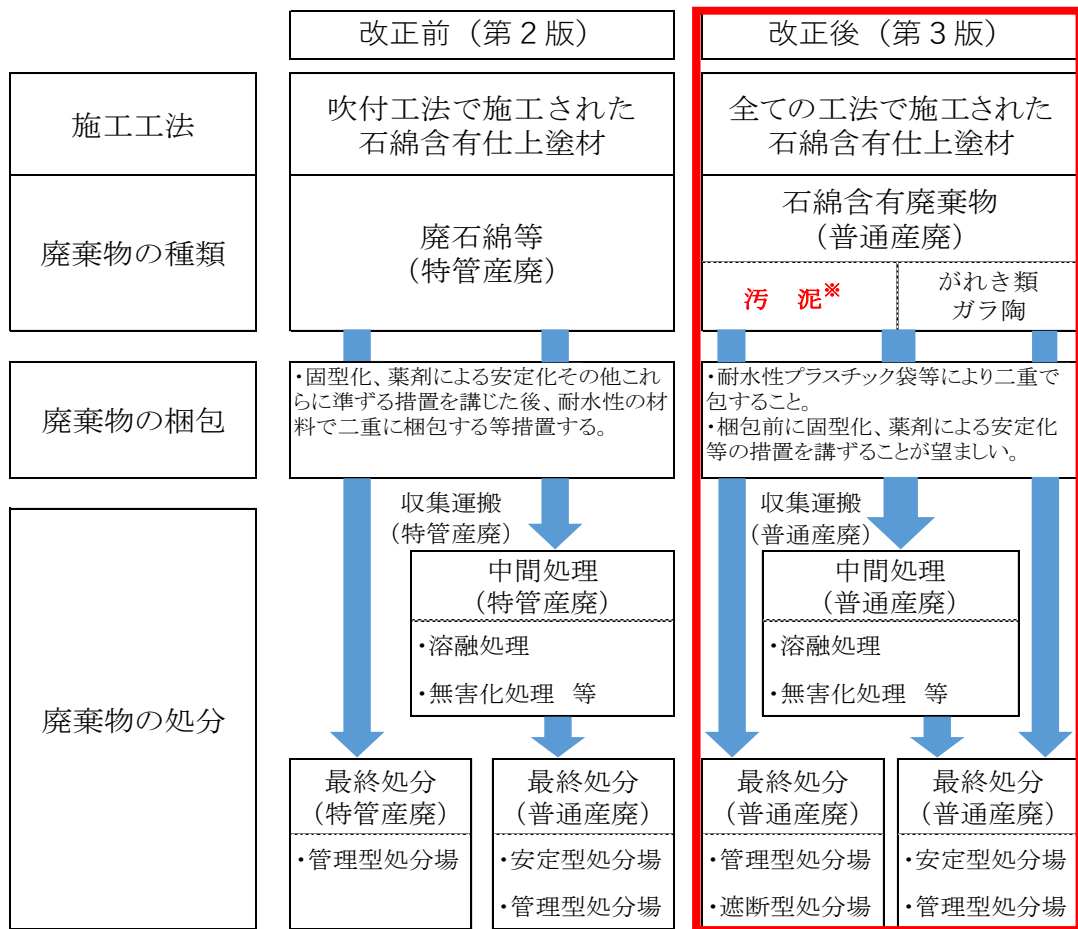 改正前（第２版）
改正後（第３版）
施工工法
吹付工法で施工された
石綿含有仕上塗材
全ての工法で施工された
石綿含有仕上塗材
廃棄物の種類
廃石綿等
（特管産廃）
石綿含有廃棄物
（普通産廃）
汚　泥※
がれき類
ガラ陶
廃棄物の梱包
・固型化、薬剤による安定化その他これ
らに準ずる措置を講じた後、耐水性の材
料で二重に梱包する等措置する。
・耐水性プラスチック袋等により二重で
包すること。
・梱包前に固型化、薬剤による安定化
等の措置を講ずることが望ましい。
廃棄物の処分
収集運搬
（特管産廃）
中間処理
（特管産廃）
・溶融処理
・無害化処理　等
最終処分
（特管産廃）
・管理型処分場
最終処分
（普通産廃）
・安定型処分場
・管理型処分場
収集運搬
（普通産廃）
中間処理
（普通産廃）
・溶融処理
・無害化処理　等
最終処分
（普通産廃）
・管理型処分場
・遮断型処分場
最終処分
（普通産廃）
・安定型処分場
・管理型処分場